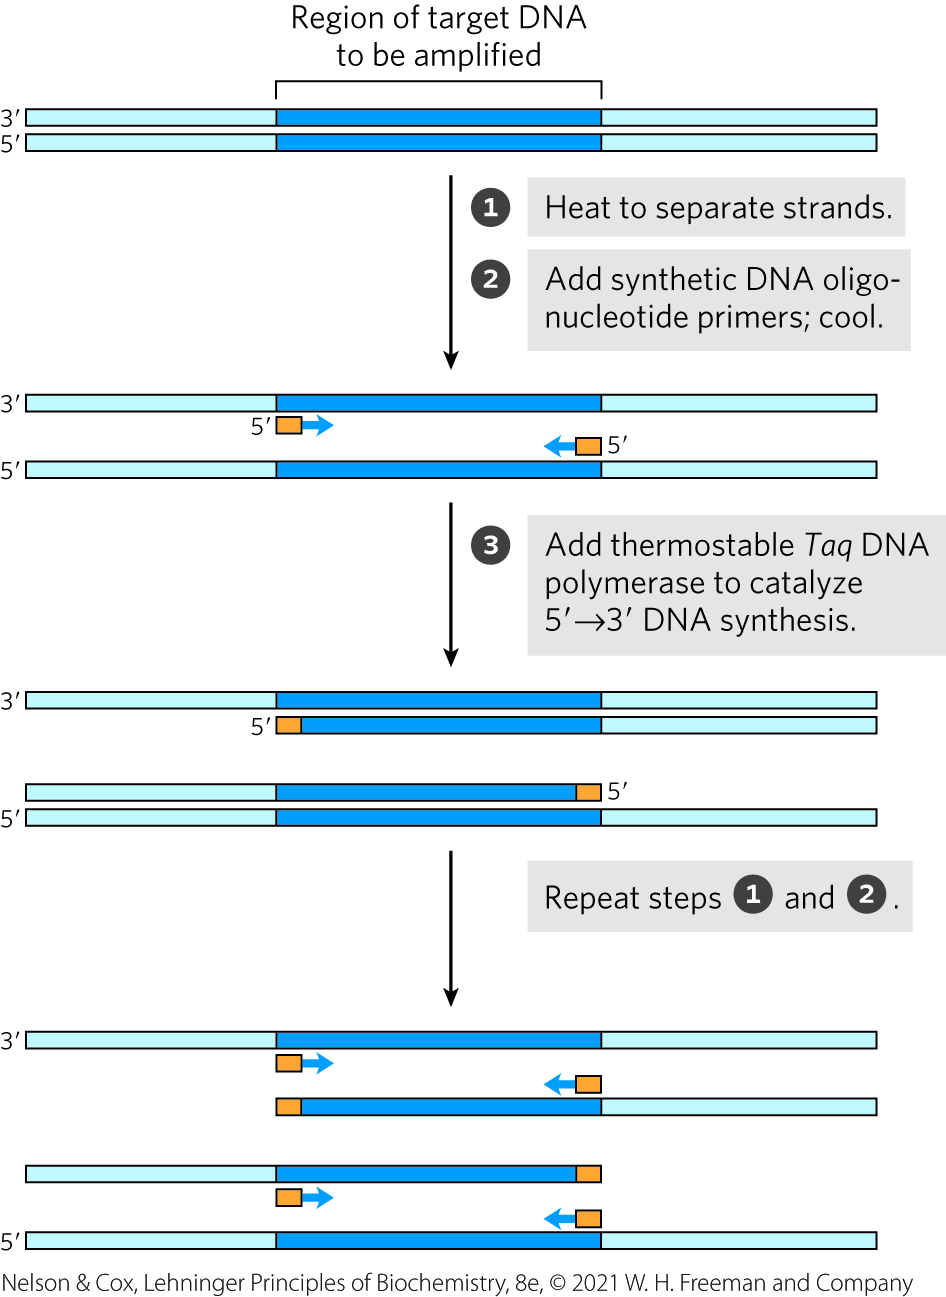 Region of target DNA
to be amplified
3′
5′
1 Heat to separate strands.
2 Add synthetic DNA oligo-
nucleotide primers; cool.
3′
5′
5′
5′
3 Add thermostable Taq DNA
polymerase to catalyze
5′→3′ DNA synthesis.
3′
5′
5′
5′
Repeat steps 1 and 2.
3′
5′
Nelson & Cox, Lehninger Principles of Biochemistry, 8e, © 2021 W. H. Freeman and Company